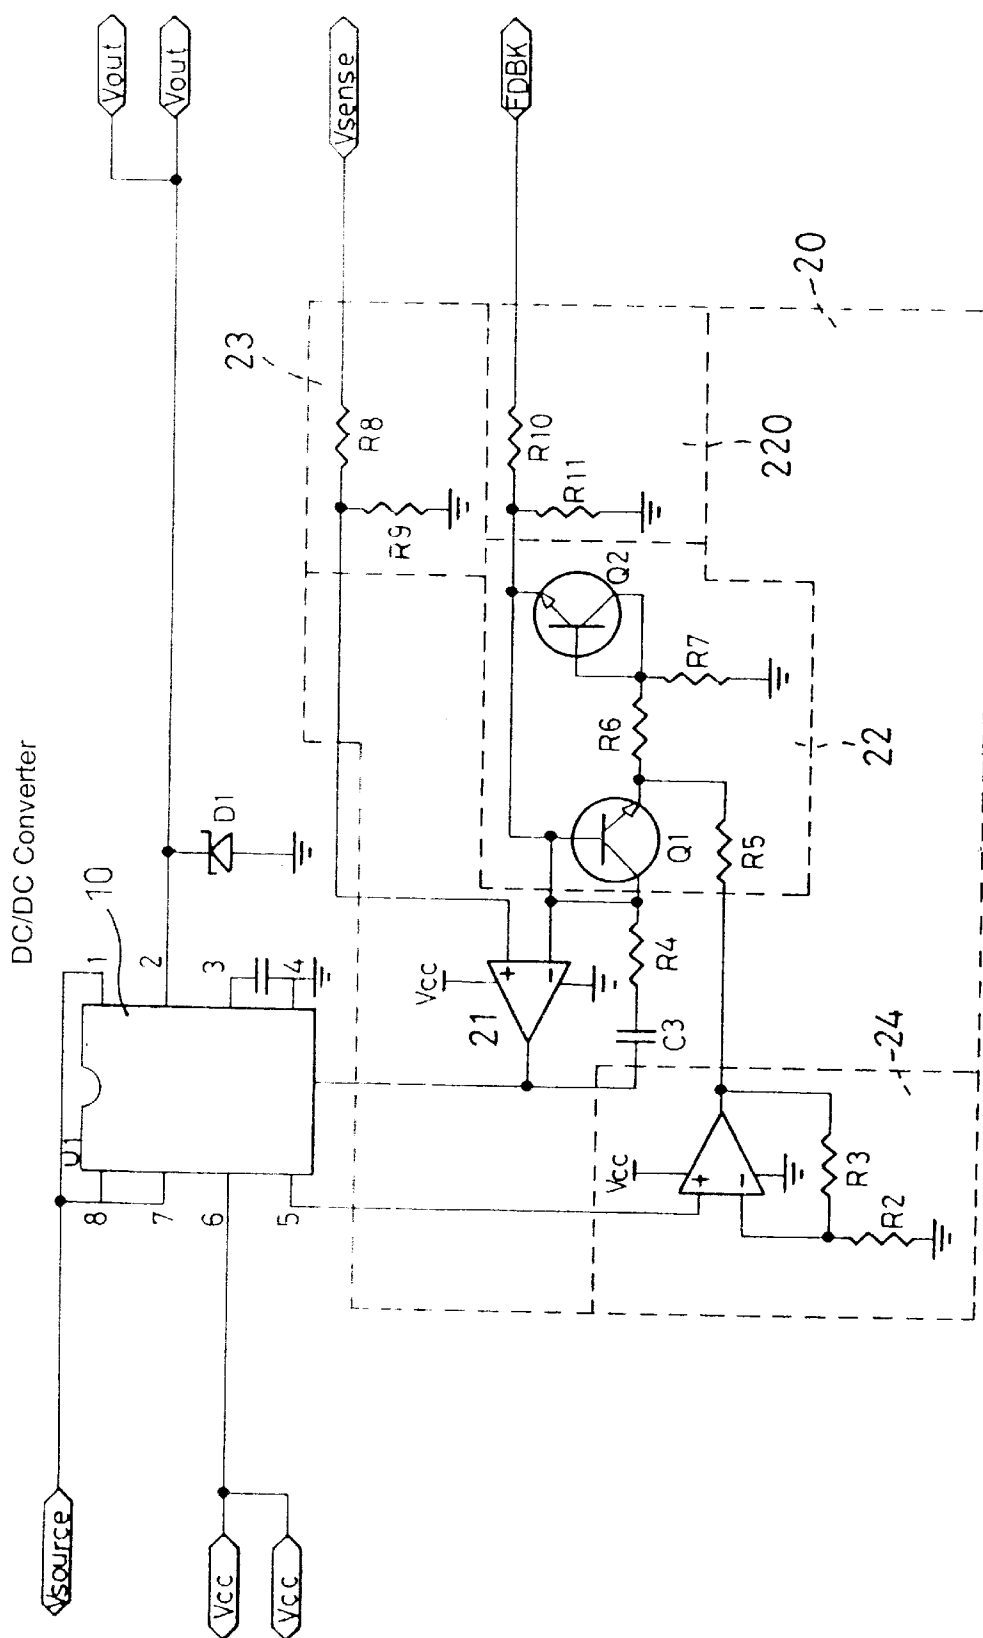 DC/DC Converter
Vsource
Vcc
Vcc
Vout
Vout
Vsense
FDBK
U1
10
1
2
3
4
8
7
6
5
D1
23
R8
R9
R10
R11
220
20
Q2
R7
R6
22
Q1
R5
Vcc
+
-
21
R4
C3
24
Vcc
+
-
R3
R2